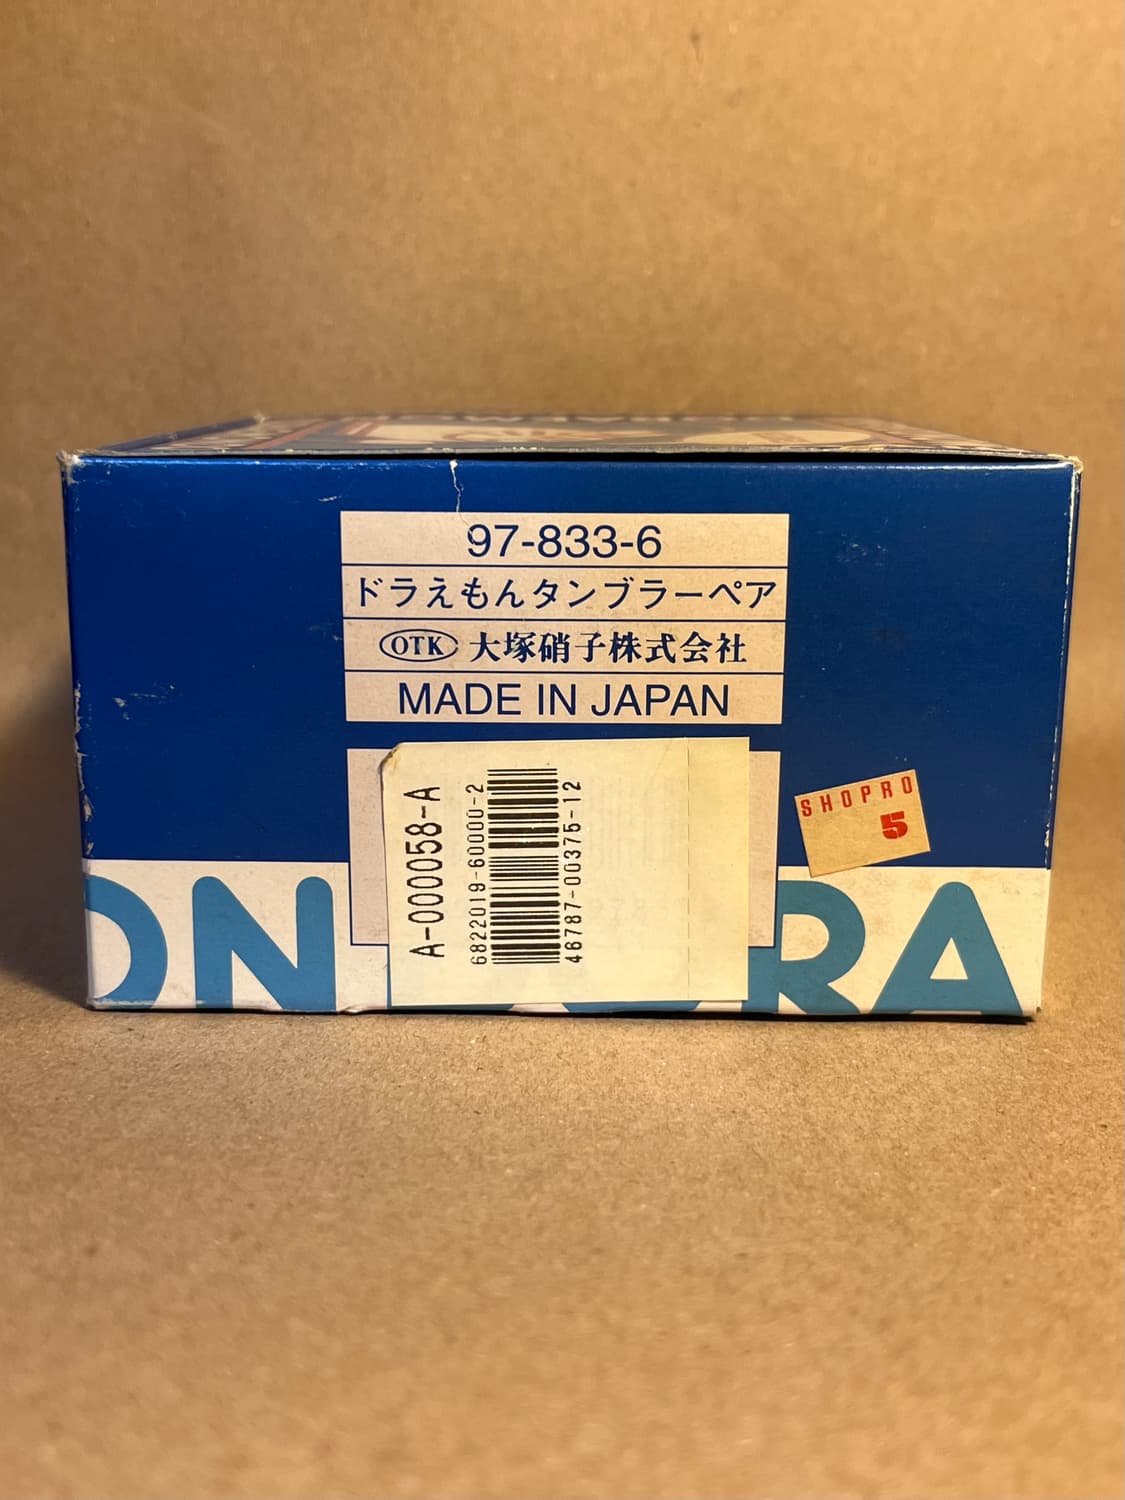 97-833-6
ドラえもんタンブラーペア
OTK 大塚硝子株式会社
MADE IN JAPAN
A-000058-A
6822019-60000-2
46787-00375-12
SHOPRO
5
ON
ORA